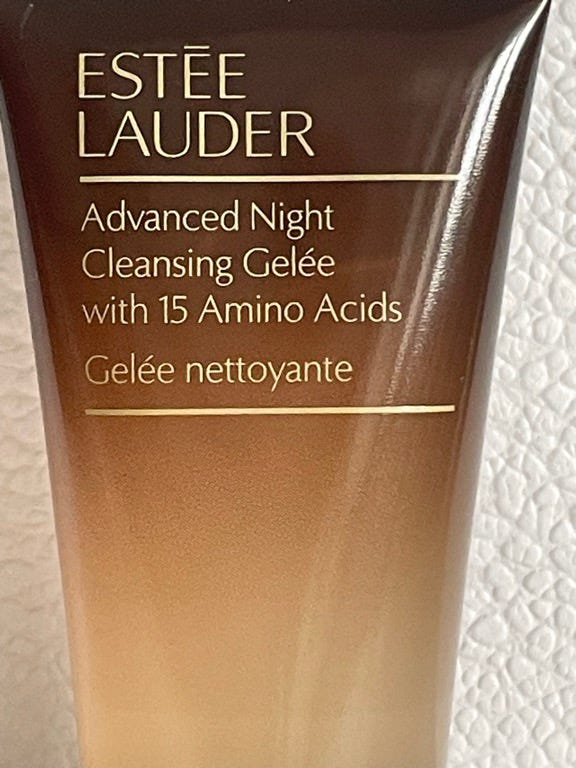 ESTĒE
LAUDER
Advanced Night
Cleansing Gelée
with 15 Amino Acids
Gelée nettoyante